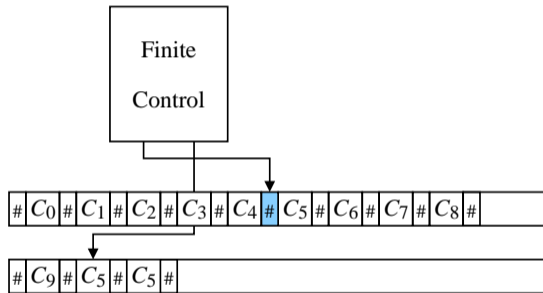 Finite
Control
# C₀ # C₁ # C₂ # C₃ # C₄ # C₅ # C₆ # C₇ # C₈ #
# C₉ # C₅ # C₅ #